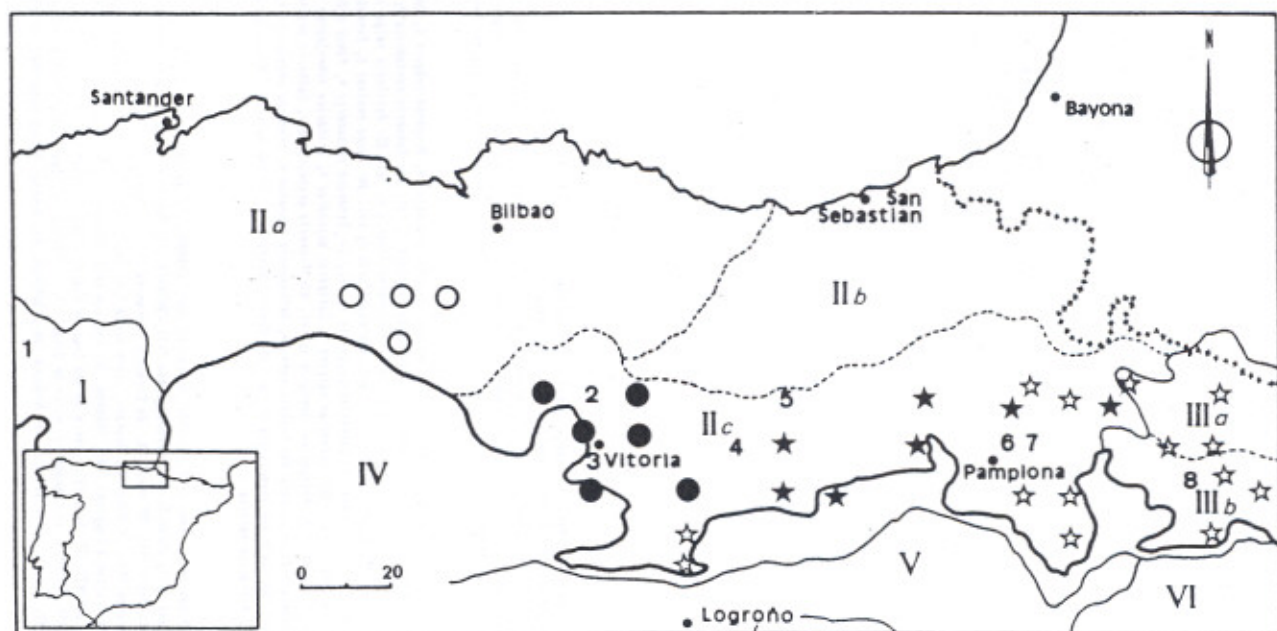 N
Santander
Bayona
San
Sebastian
Bilbao
IIa
IIb
1
I
2
5
IIc
4
3 Vitoria
6 7
Pamplona
IIIa
8
IIIb
IV
V
VI
0 20
Logroño